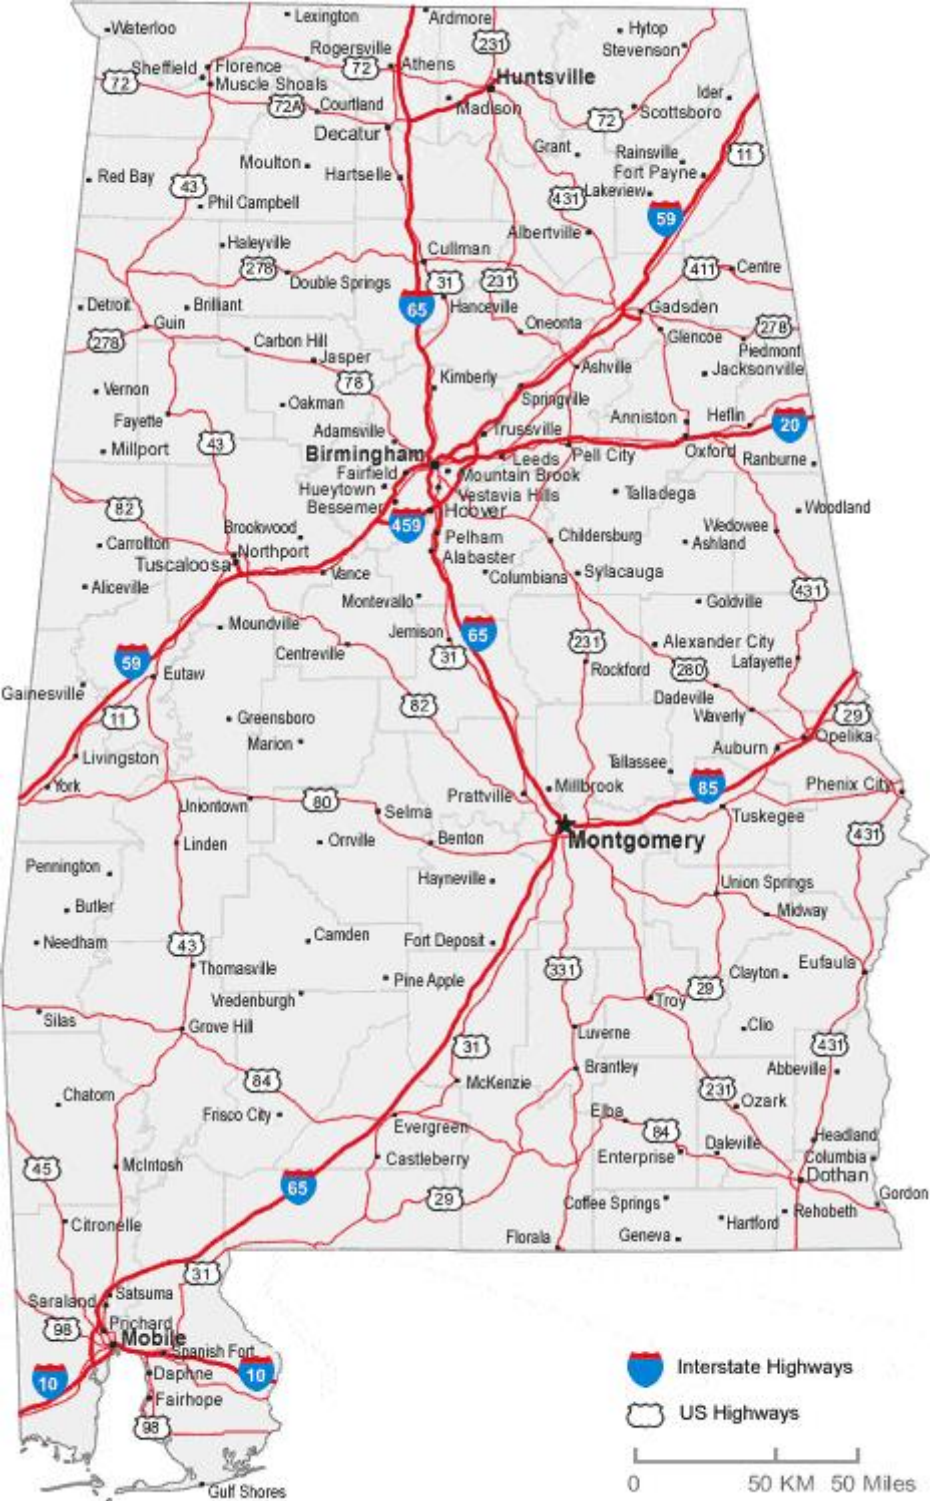 Lexington
Ardmore
Waterloo
Hytop
231
Stevenson
Rogersville
Sheffield
Florence
72
Athens
Huntsville
72
Muscle Shoals
Ider
72A
Courtland
Madison
Scottsboro
72
Decatur
Grant
Rainsville
11
Moulton
Fort Payne
Red Bay
43
Hartselle
431
Lakeview
Phil Campbell
59
Albertville
Haleyville
Cullman
278
411
Centre
Double Springs
31
231
Detroit
Brilliant
65
Hanceville
Gadsden
Guin
Oneonta
278
278
Carbon Hill
Glencoe
Jasper
Piedmont
Ashville
Jacksonville
78
Kimberly
Vernon
Springville
Oakman
Fayette
Anniston
Heflin
Adamsville
Trussville
20
43
Millport
Birmingham
Leeds
Pell City
Oxford
Ranburne
Fairfield
Mountain Brook
Hueytown
Vestavia Hills
Talladega
82
Bessemer
Hoover
Woodland
459
Brookwood
Wedowee
Carrollton
Pelham
Childersburg
Ashland
Northport
Alabaster
Tuscaloosa
Vance
Columbiana
Sylacauga
Aliceville
431
Montevallo
Goldville
Moundville
Jemison
65
Alexander City
Centreville
231
31
59
Rockford
280
Lafayette
Eutaw
Gainesville
Dadeville
82
11
Greensboro
Waverly
29
Marion
Opelika
Auburn
Livingston
Tallassee
York
85
Phenix City
Prattville
Millbrook
Uniontown
80
Selma
Tuskegee
431
Linden
Orrville
Benton
Montgomery
Pennington
Hayneville
Union Springs
Butler
Midway
Needham
43
Camden
Fort Deposit
Eufaula
Thomasville
331
Clayton
Pine Apple
29
Vredenburgh
Troy
Silas
Grove Hill
Clio
Luverne
31
431
Brantley
Abbeville
84
McKenzie
Chatom
231
Ozark
Frisco City
Elba
Evergreen
84
Headland
Daleville
45
McIntosh
Castleberry
Enterprise
Columbia
Dothan
65
29
Gordon
Coffee Springs
Rehobeth
Citronelle
Hartford
Florala
Geneva
31
Satsuma
Saraland
98
Prichard
Mobile
Spanish Fort
Interstate Highways
10
Daphne
10
Fairhope
US Highways
98
0
50 KM
50 Miles
Gulf Shores